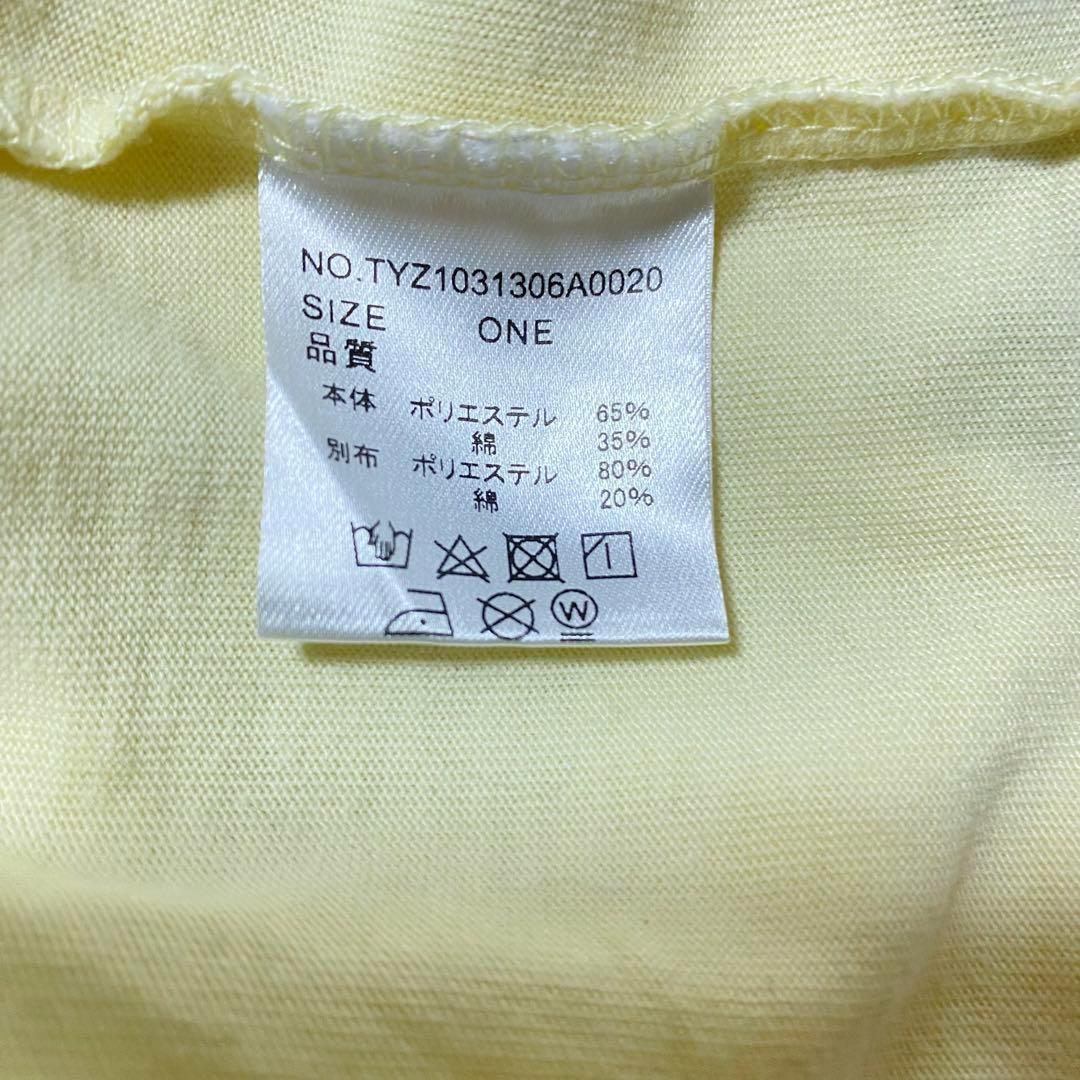 NO.TYZ1031306A0020
SIZE ONE
品質
本体 ポリエステル 65%
綿 35%
別布 ポリエステル 80%
綿 20%
W